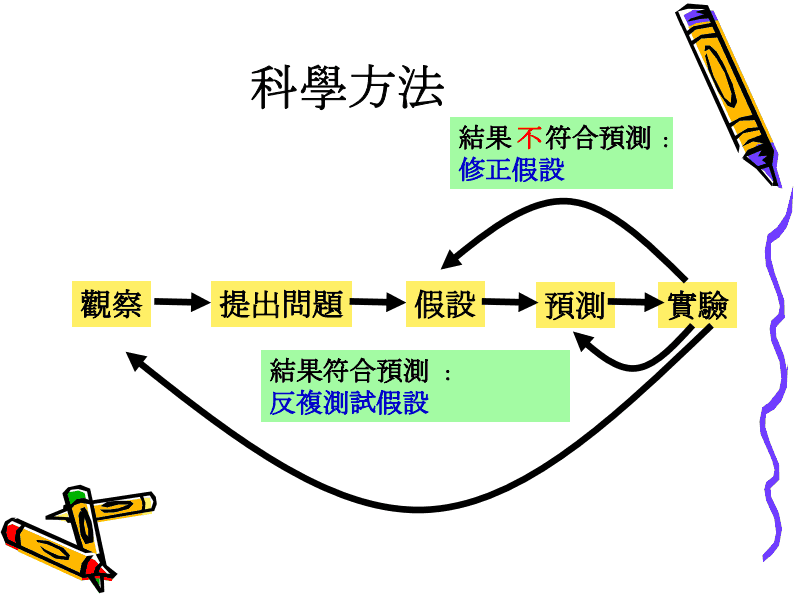 科學方法
結果不符合預測：
修正假設
觀察
提出問題
假設
預測
實驗
結果符合預測：
反複測試假設